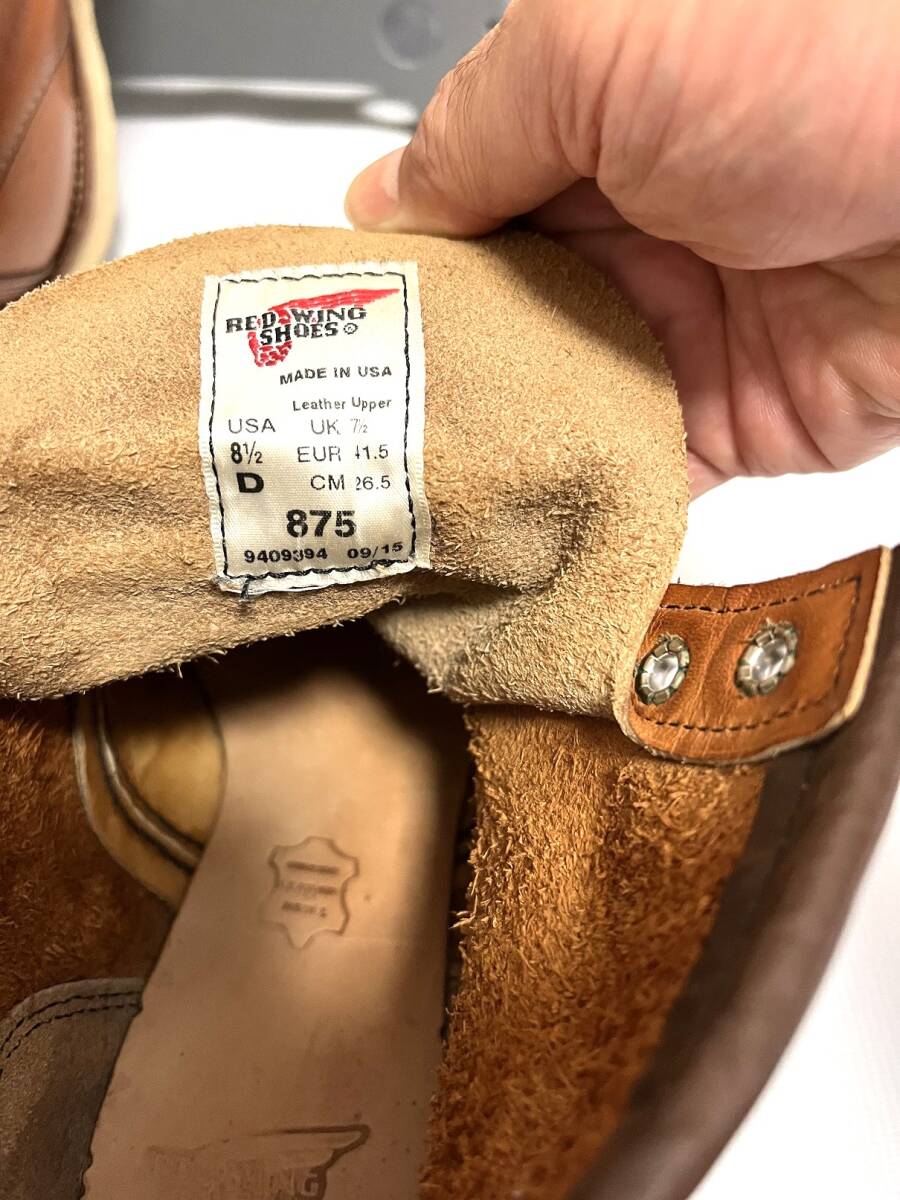 RED WING
SHOES ®
MADE IN USA
Leather Upper
USA UK 7½
8½ EUR 41.5
D CM 26.5
875
9409394 09/15
WING